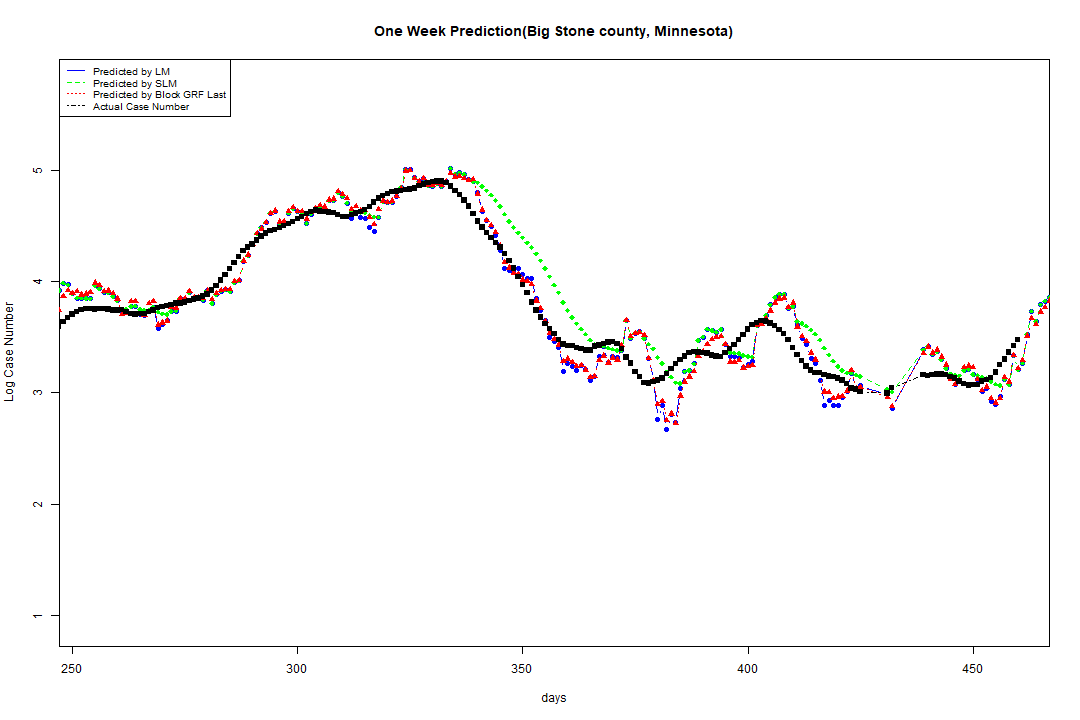 One Week Prediction(Big Stone county, Minnesota)
Predicted by LM
Predicted by SLM
Predicted by Block GRF Last
Actual Case Number
5
4
3
2
1
Log Case Number
250 300 350 400 450
days